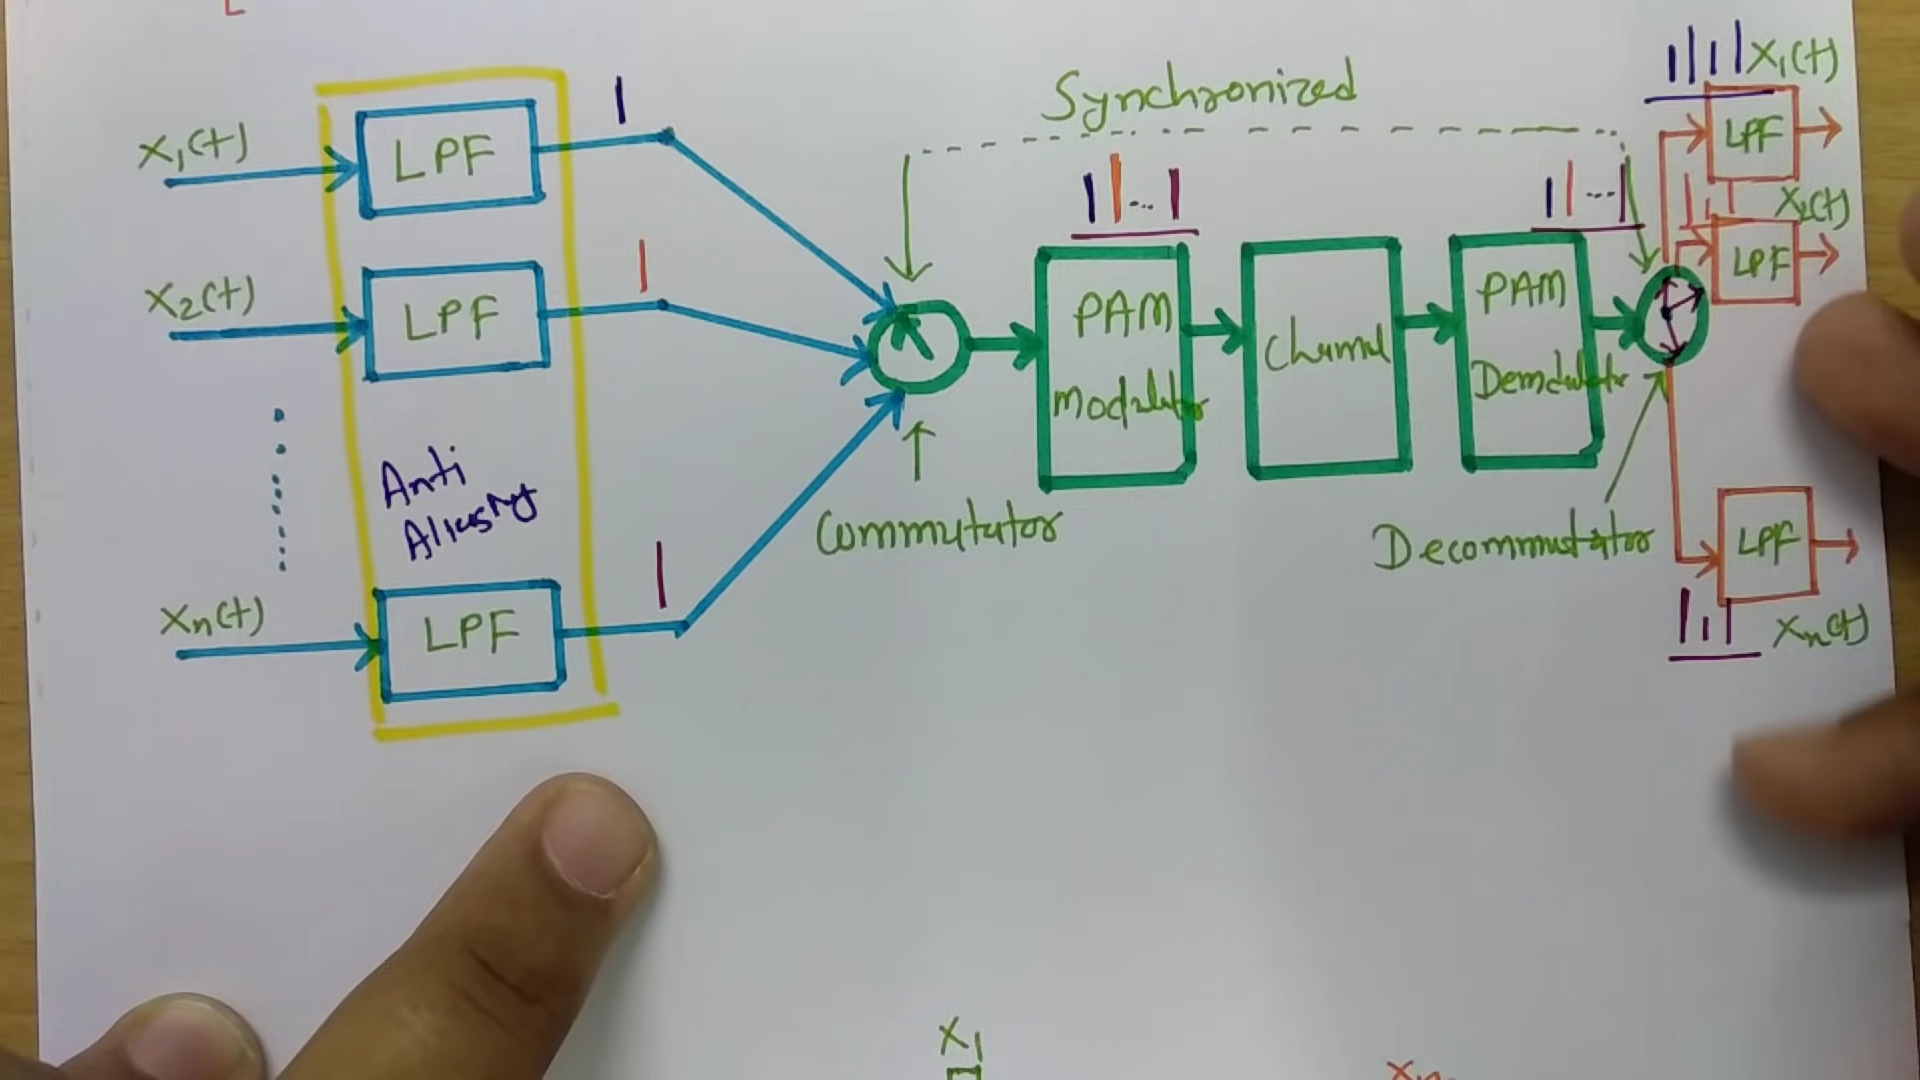 Synchronized
x₁(t)
LPF
x₂(t)
LPF
Anti
Aliasing
xₙ(t)
LPF
Commutator
PAM
Modulator
Channel
PAM
Demdulator
Decommutator
x₁(t)
LPF
x₂(t)
LPF
LPF
xₙ(t)
x₁